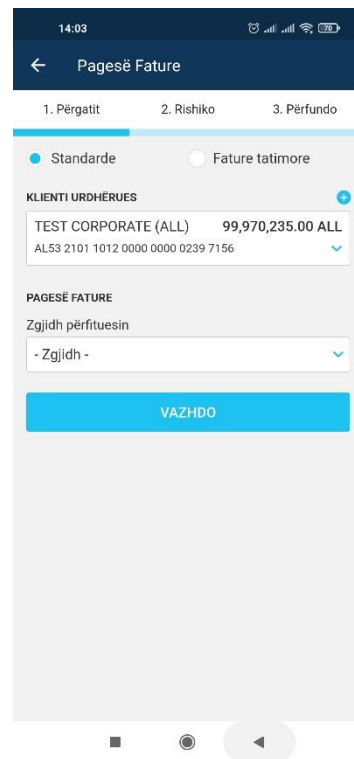 14:03
70
Pagesë Fature
1. Përgatit 2. Rishiko 3. Përfundo
Standarde Fature tatimore
KLIENTI URDHËRUES
TEST CORPORATE (ALL) 99,970,235.00 ALL
AL53 2101 1012 0000 0000 0239 7156
PAGESË FATURE
Zgjidh përfituesin
- Zgjidh -
VAZHDO